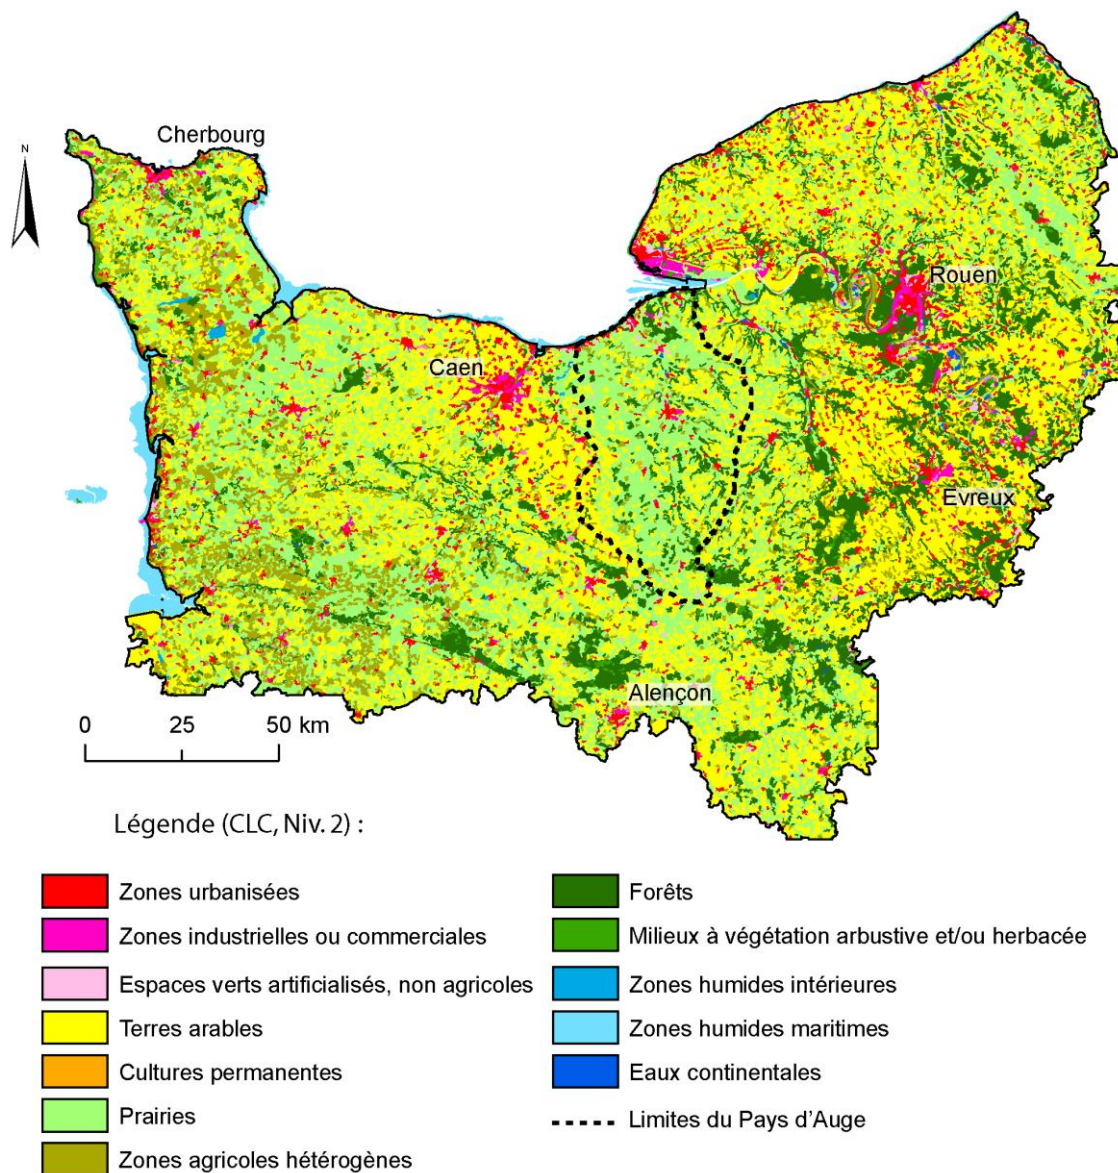 Cherbourg
N
Rouen
Caen
Evreux
Alençon
0 25 50 km
Légende (CLC, Niv. 2) :
Zones urbanisées
Zones industrielles ou commerciales
Espaces verts artificialisés, non agricoles
Terres arables
Cultures permanentes
Prairies
Zones agricoles hétérogènes
Forêts
Milieux à végétation arbustive et/ou herbacée
Zones humides intérieures
Zones humides maritimes
Eaux continentales
Limites du Pays d'Auge